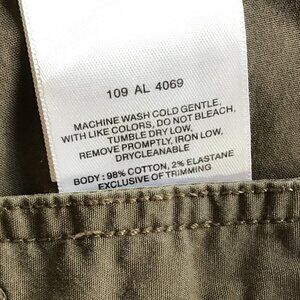 109 AL 4069
MACHINE WASH COLD GENTLE,
WITH LIKE COLORS, DO NOT BLEACH,
TUMBLE DRY LOW,
REMOVE PROMPTLY, IRON LOW,
DRYCLEANABLE
BODY: 98% COTTON, 2% ELASTANE
EXCLUSIVE OF TRIMMING